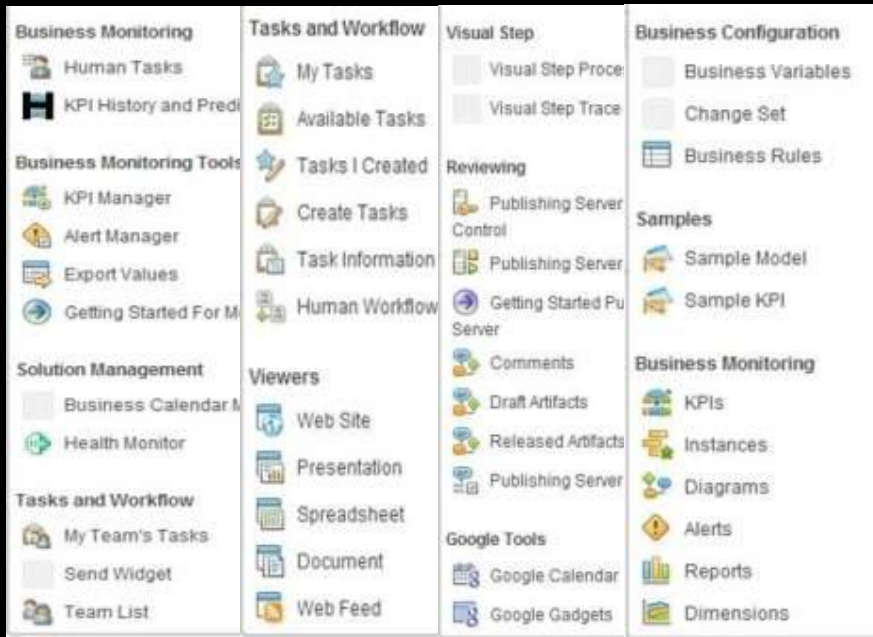 Business Monitoring
Human Tasks
KPI History and Predi
Business Monitoring Tools
KPI Manager
Alert Manager
Export Values
Getting Started For M
Solution Management
Business Calendar M
Health Monitor
Tasks and Workflow
My Team's Tasks
Send Widget
Team List
Tasks and Workflow
My Tasks
Available Tasks
Tasks I Created
Create Tasks
Task Information
Human Workflow
Viewers
Web Site
Presentation
Spreadsheet
Document
Web Feed
Visual Step
Visual Step Proce
Visual Step Trace
Reviewing
Publishing Server
Control
Publishing Server
Getting Started Pu
Server
Comments
Draft Artifacts
Released Artifacts
Publishing Server
Google Tools
Google Calendar
Google Gadgets
Business Configuration
Business Variables
Change Set
Business Rules
Samples
Sample Model
Sample KPI
Business Monitoring
KPIs
Instances
Diagrams
Alerts
Reports
Dimensions